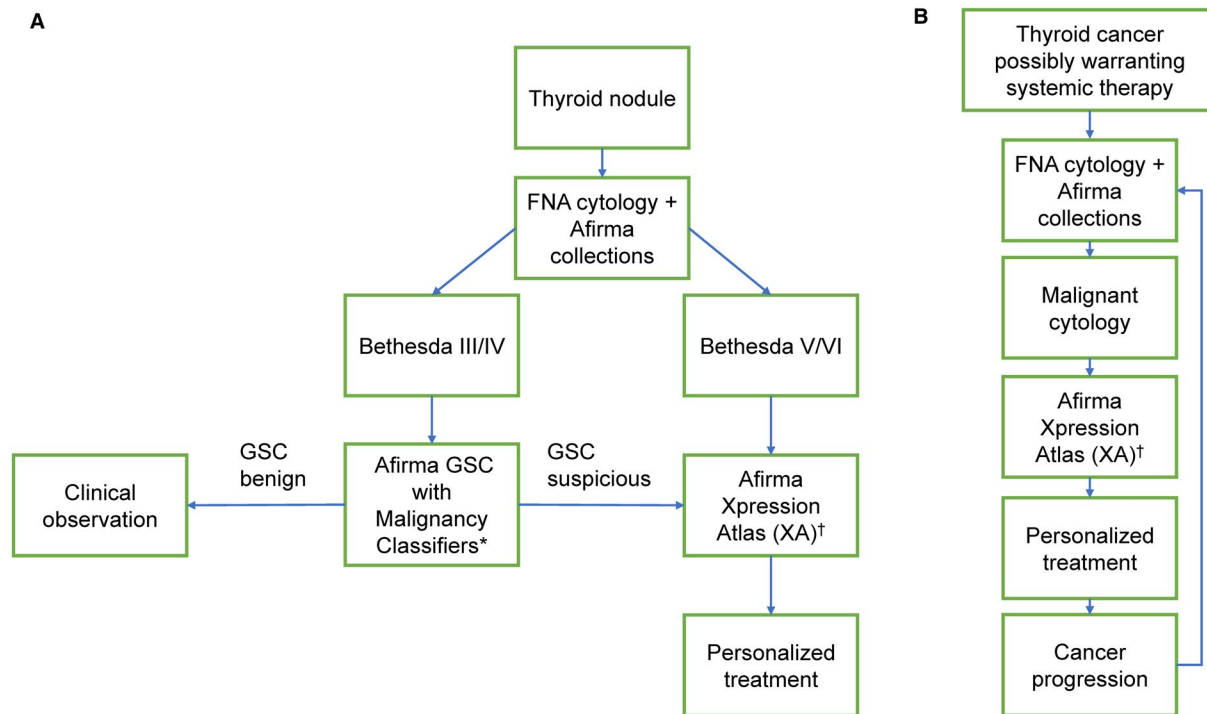 A
Thyroid nodule
FNA cytology +
Afirma
collections
Bethesda III/IV
Bethesda V/VI
GSC
benign
GSC
suspicious
Clinical
observation
Afirma GSC
with
Malignancy
Classifiers*
Afirma
Xpression
Atlas (XA)†
Personalized
treatment
B
Thyroid cancer
possibly warranting
systemic therapy
FNA cytology +
Afirma
collections
Malignant
cytology
Afirma
Xpression
Atlas (XA)†
Personalized
treatment
Cancer
progression